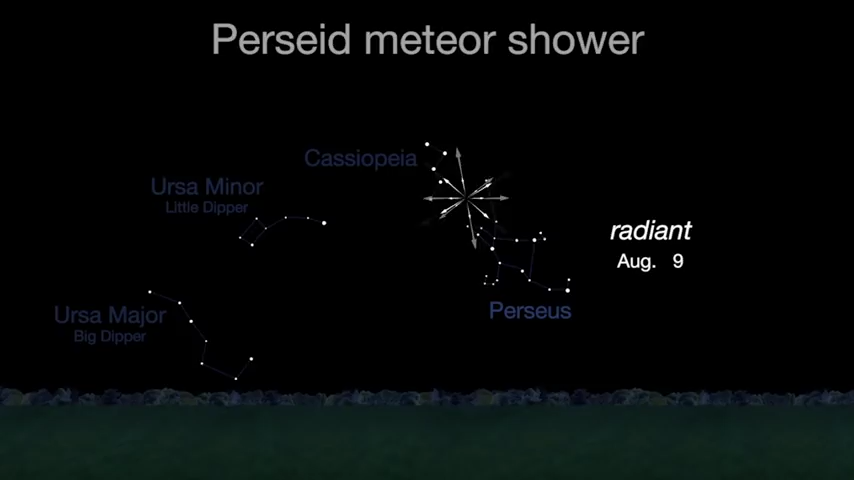 Perseid meteor shower
Cassiopeia
Ursa Minor
Little Dipper
radiant
Aug. 9
Ursa Major
Big Dipper
Perseus